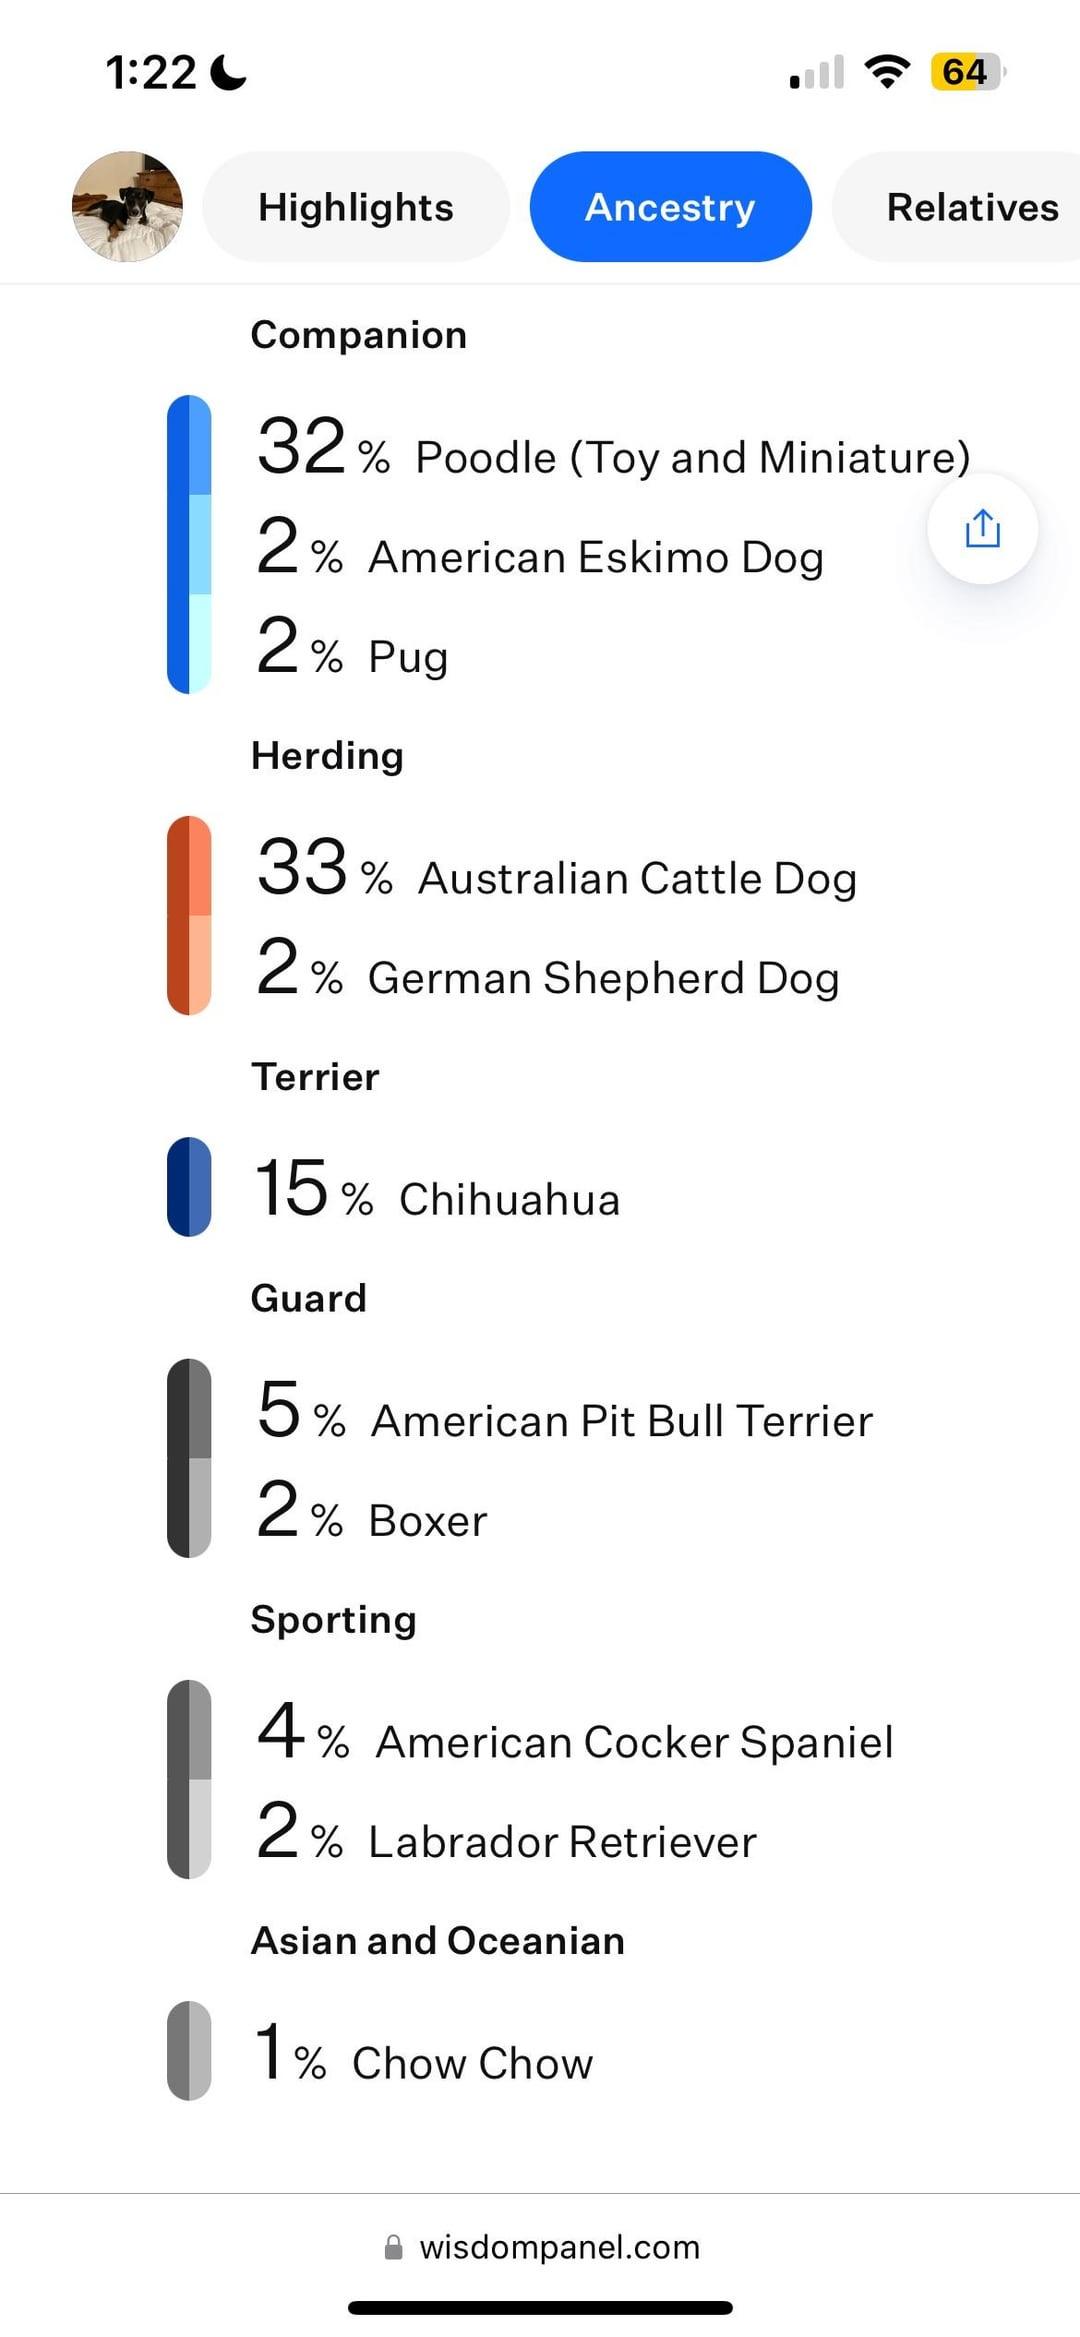 1:22
64
Highlights
Ancestry
Relatives
Companion
32 % Poodle (Toy and Miniature)
2 % American Eskimo Dog
2 % Pug
Herding
33 % Australian Cattle Dog
2 % German Shepherd Dog
Terrier
15 % Chihuahua
Guard
5 % American Pit Bull Terrier
2 % Boxer
Sporting
4 % American Cocker Spaniel
2 % Labrador Retriever
Asian and Oceanian
1 % Chow Chow
wisdompanel.com